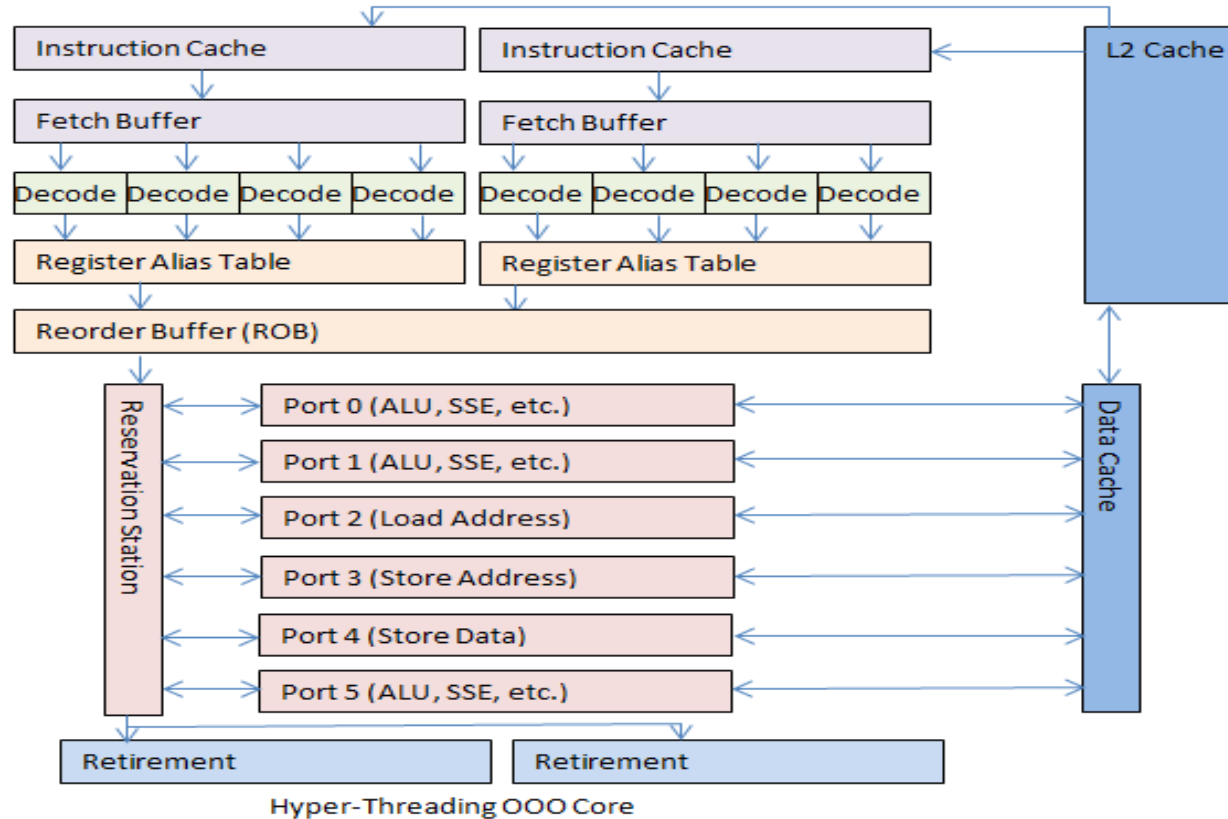 Instruction Cache
Instruction Cache
L2 Cache
Fetch Buffer
Fetch Buffer
Decode Decode Decode Decode
Decode Decode Decode Decode
Register Alias Table
Register Alias Table
Reorder Buffer (ROB)
Reservation Station
Port 0 (ALU, SSE, etc.)
Port 1 (ALU, SSE, etc.)
Port 2 (Load Address)
Port 3 (Store Address)
Port 4 (Store Data)
Port 5 (ALU, SSE, etc.)
Data Cache
Retirement
Retirement
Hyper-Threading OOO Core